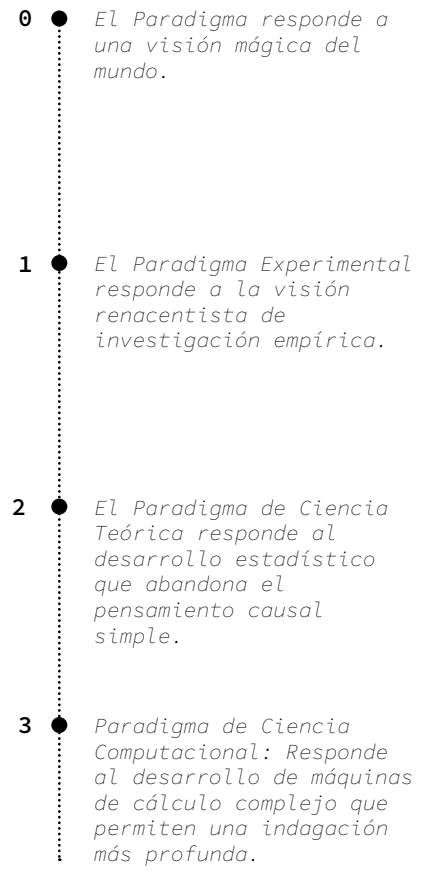 0 El Paradigma responde a
una visión mágica del
mundo.
1 El Paradigma Experimental
responde a la visión
renacentista de
investigación empírica.
2 El Paradigma de Ciencia
Teórica responde al
desarrollo estadístico
que abandona el
pensamiento causal
simple.
3 Paradigma de Ciencia
Computacional: Responde
al desarrollo de máquinas
de cálculo complejo que
permiten una indagación
más profunda.